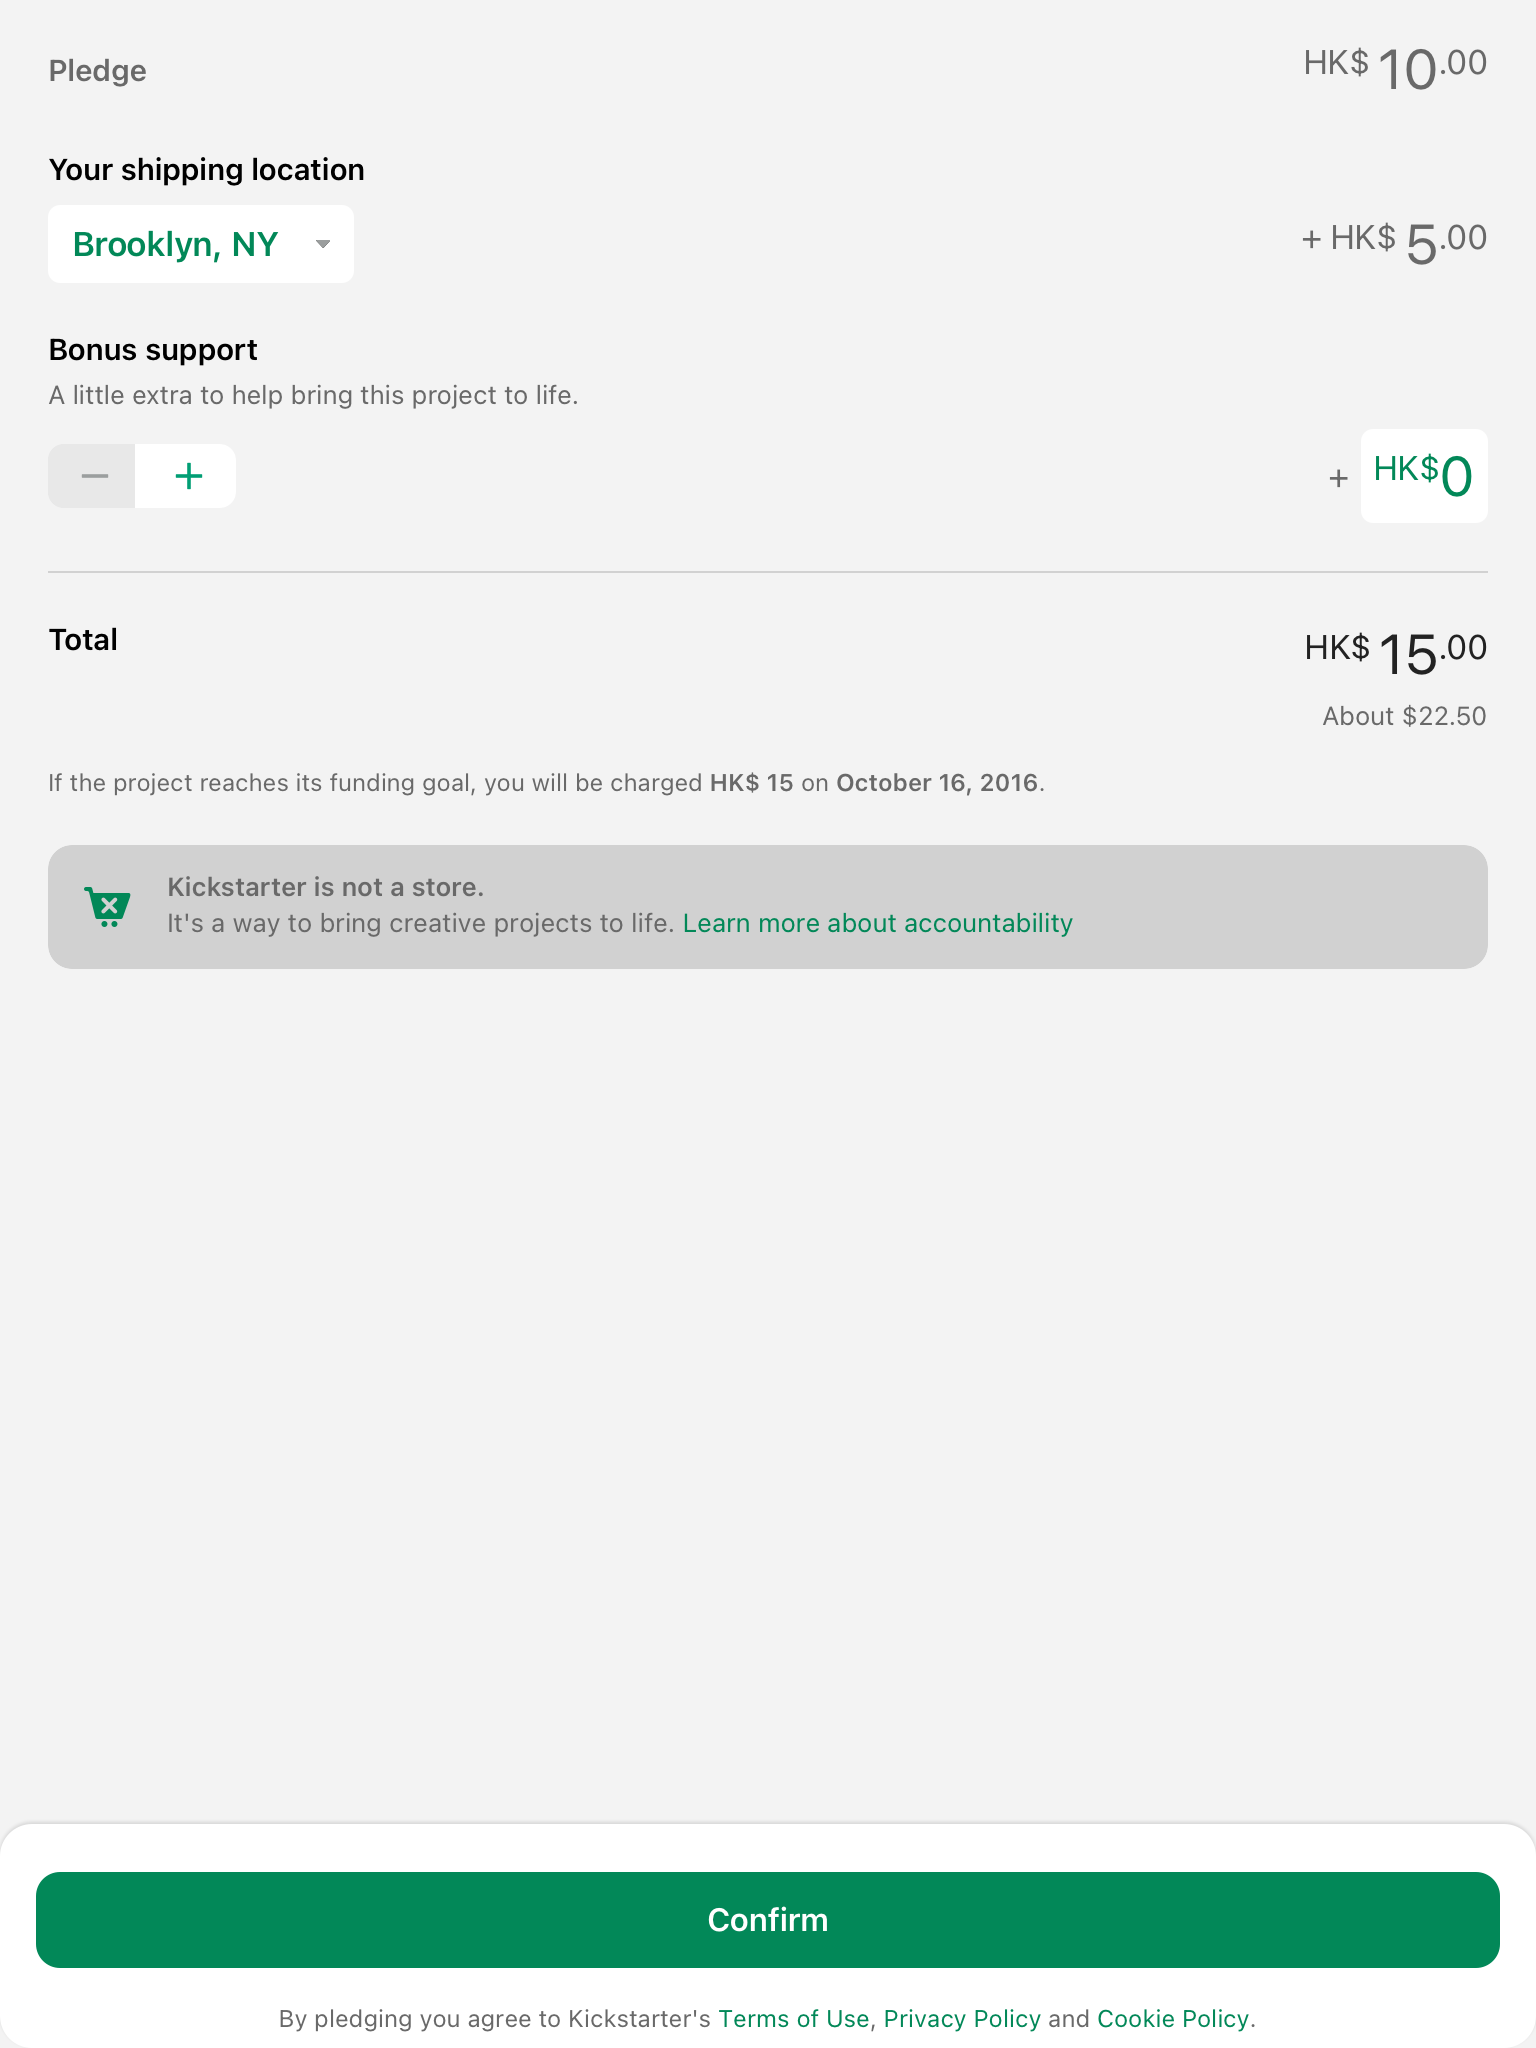 Pledge HK$ 10.00
Your shipping location
Brooklyn, NY + HK$ 5.00
Bonus support
A little extra to help bring this project to life.
− + + HK$0
Total HK$ 15.00
About $22.50
If the project reaches its funding goal, you will be charged HK$ 15 on October 16, 2016.
Kickstarter is not a store.
It's a way to bring creative projects to life. Learn more about accountability
Confirm
By pledging you agree to Kickstarter's Terms of Use, Privacy Policy and Cookie Policy.